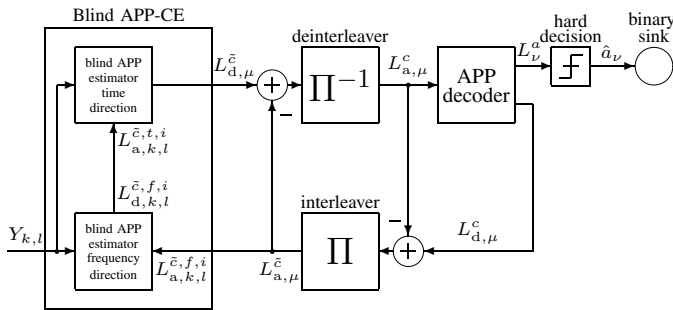 Blind APP-CE
hard
decision
binary
sink
deinterleaver
blind APP
estimator
time
direction
L_{d,μ}^{c̃}
+
−
∏^{−1}
L_{a,μ}^{c}
APP
decoder
L_ν^a
â_ν
L_{a,k,l}^{c̃,t,i}
L_{d,k,l}^{c̃,f,i}
Y_{k,l}
blind APP
estimator
frequency
direction
L_{a,k,l}^{c̃,f,i}
L_{a,μ}^{c̃}
interleaver
∏
−
+
L_{d,μ}^{c}